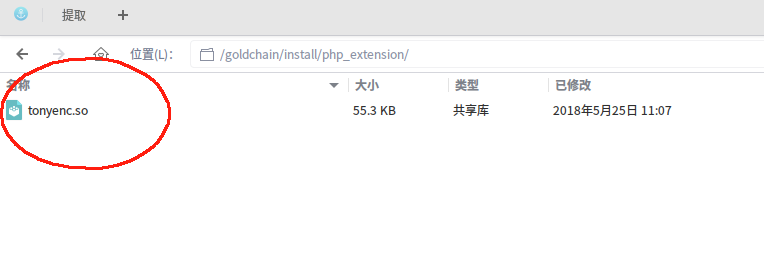 提取
位置(L)： /goldchain/install/php_extension/
名称 大小 类型 已修改
tonyenc.so 55.3 KB 共享库 2018年5月25日 11:07